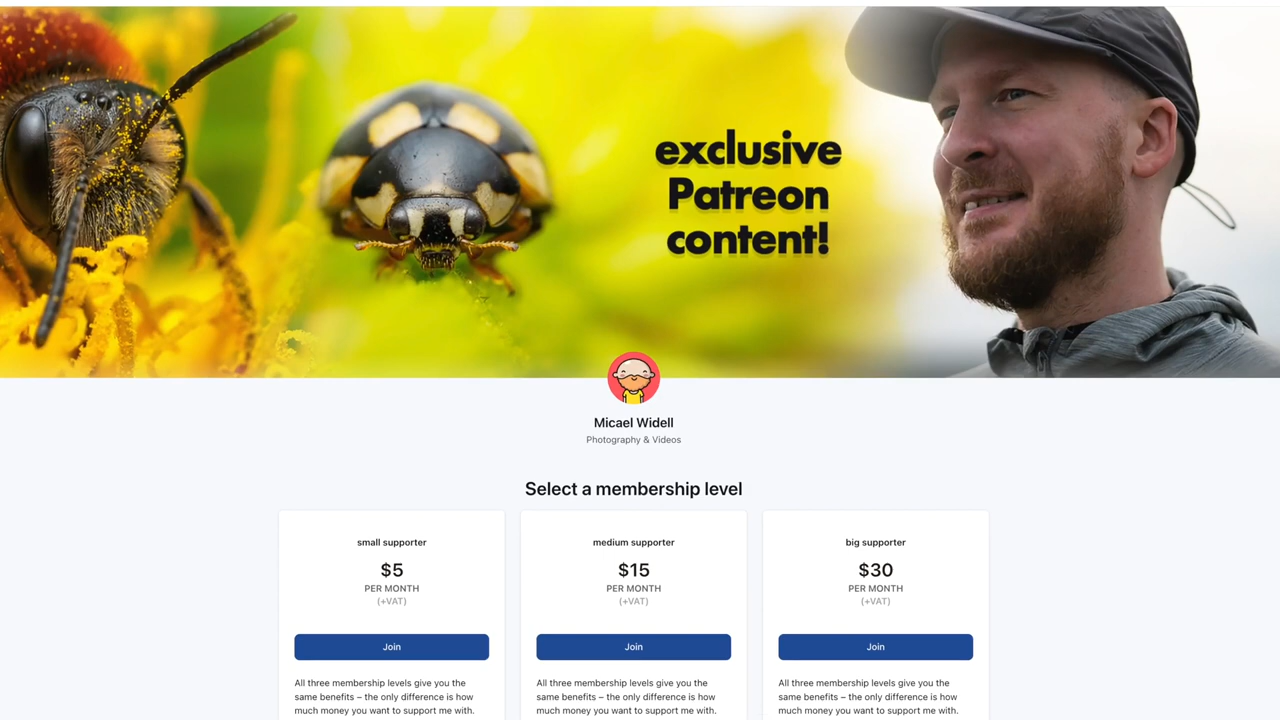 exclusive
Patreon
content!
Micael Widell
Photography & Videos
Select a membership level
small supporter
$5
PER MONTH
(+VAT)
Join
All three membership levels give you the
same benefits – the only difference is how
much money you want to support me with.
medium supporter
$15
PER MONTH
(+VAT)
Join
All three membership levels give you the
same benefits – the only difference is how
much money you want to support me with.
big supporter
$30
PER MONTH
(+VAT)
Join
All three membership levels give you the
same benefits – the only difference is how
much money you want to support me with.